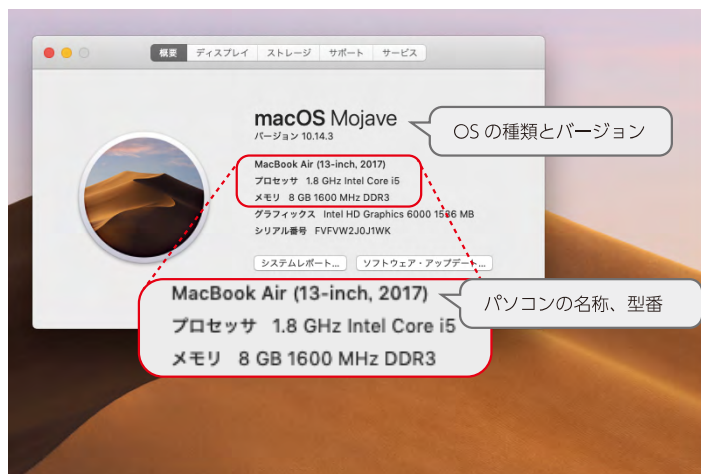 概要 ディスプレイ ストレージ サポート サービス
macOS Mojave
バージョン 10.14.3
OS の種類とバージョン
MacBook Air (13-inch, 2017)
プロセッサ 1.8 GHz Intel Core i5
メモリ 8 GB 1600 MHz DDR3
グラフィックス Intel HD Graphics 6000 1536 MB
シリアル番号 FVFVW2J0J1WK
システムレポート... ソフトウェア・アップデート...
MacBook Air (13-inch, 2017)
パソコンの名称、型番
プロセッサ 1.8 GHz Intel Core i5
メモリ 8 GB 1600 MHz DDR3